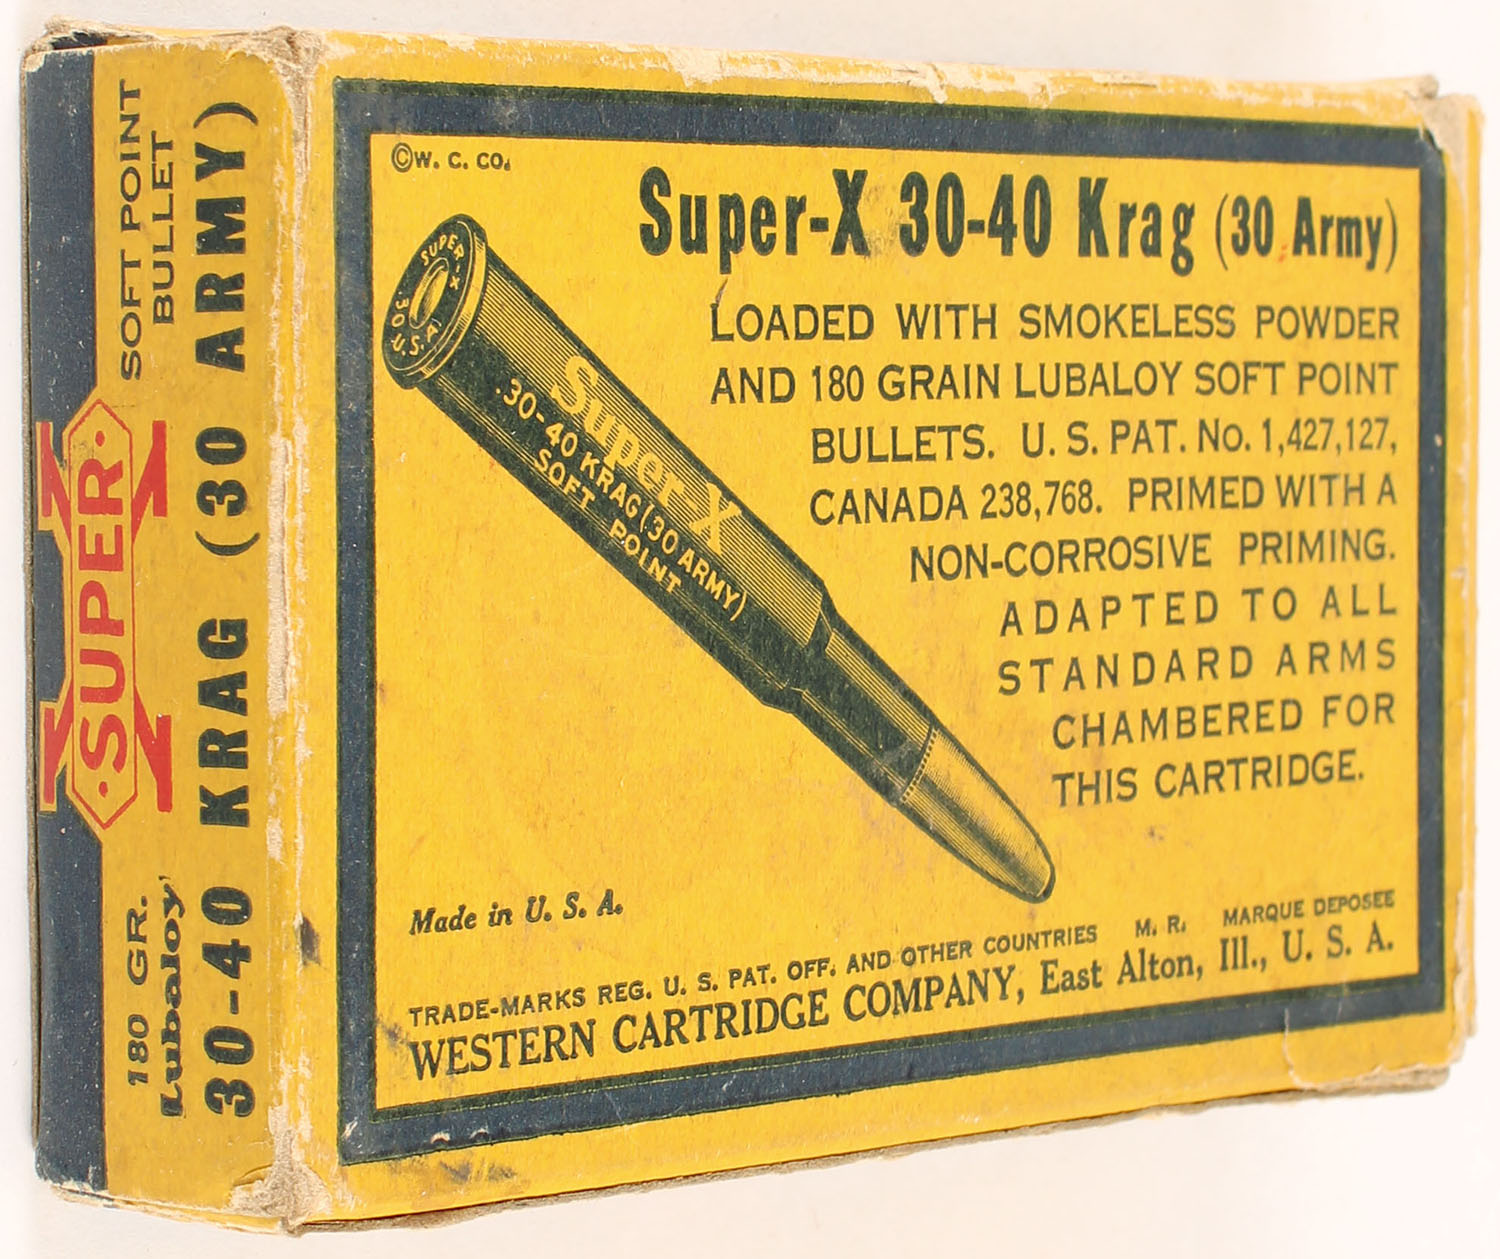 ©W. C. CO.
Super-X 30-40 Krag (30 Army)
LOADED WITH SMOKELESS POWDER
AND 180 GRAIN LUBALOY SOFT POINT
BULLETS. U. S. PAT. No. 1,427,127,
CANADA 238,768. PRIMED WITH A
NON-CORROSIVE PRIMING.
ADAPTED TO ALL
STANDARD ARMS
CHAMBERED FOR
THIS CARTRIDGE.
SUPER-X
30 U.S.A.
Super X
.30-40 KRAG (30 ARMY)
SOFT POINT
Made in U. S. A.
TRADE-MARKS REG. U. S. PAT. OFF. AND OTHER COUNTRIES M. R. MARQUE DEPOSEE
WESTERN CARTRIDGE COMPANY, East Alton, Ill., U. S. A.
180 GR.
Lubaloy
SUPER X
SOFT POINT
BULLET
30-40 KRAG (30 ARMY)